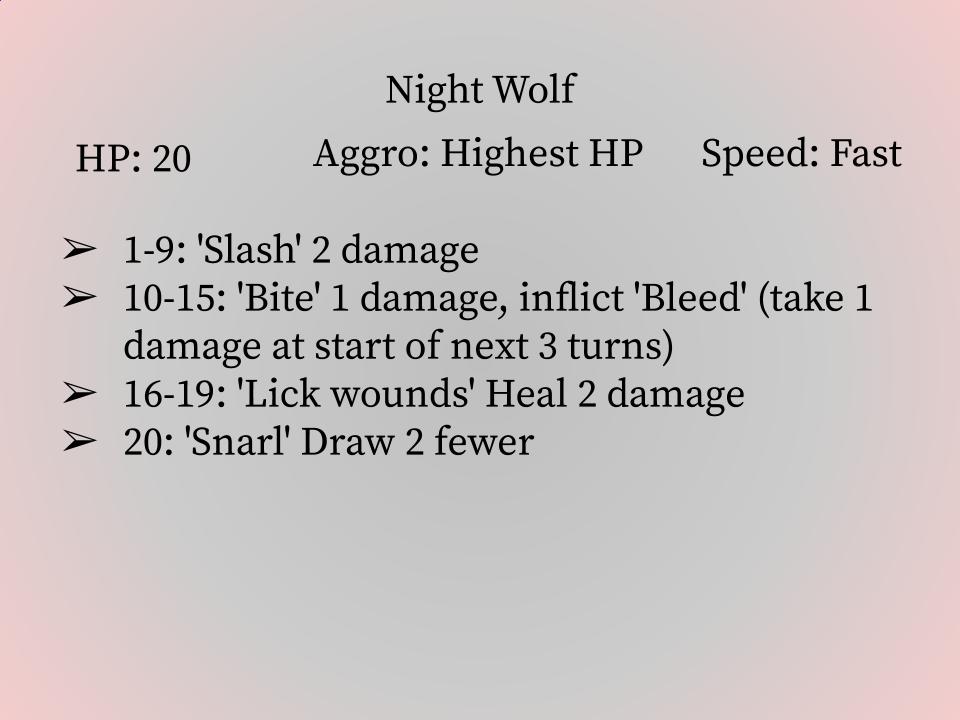 Night Wolf
HP: 20
Aggro: Highest HP
Speed: Fast
➢ 1-9: 'Slash' 2 damage
➢ 10-15: 'Bite' 1 damage, inflict 'Bleed' (take 1
damage at start of next 3 turns)
➢ 16-19: 'Lick wounds' Heal 2 damage
➢ 20: 'Snarl' Draw 2 fewer